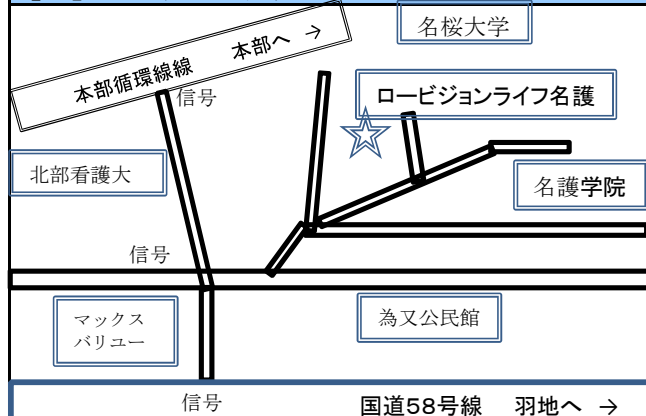 名桜大学
本部循環線線 本部へ →
信号
ロービジョンライフ名護
北部看護大
名護学院
信号
マックス
バリュー
為又公民館
信号
国道58号線 羽地へ →